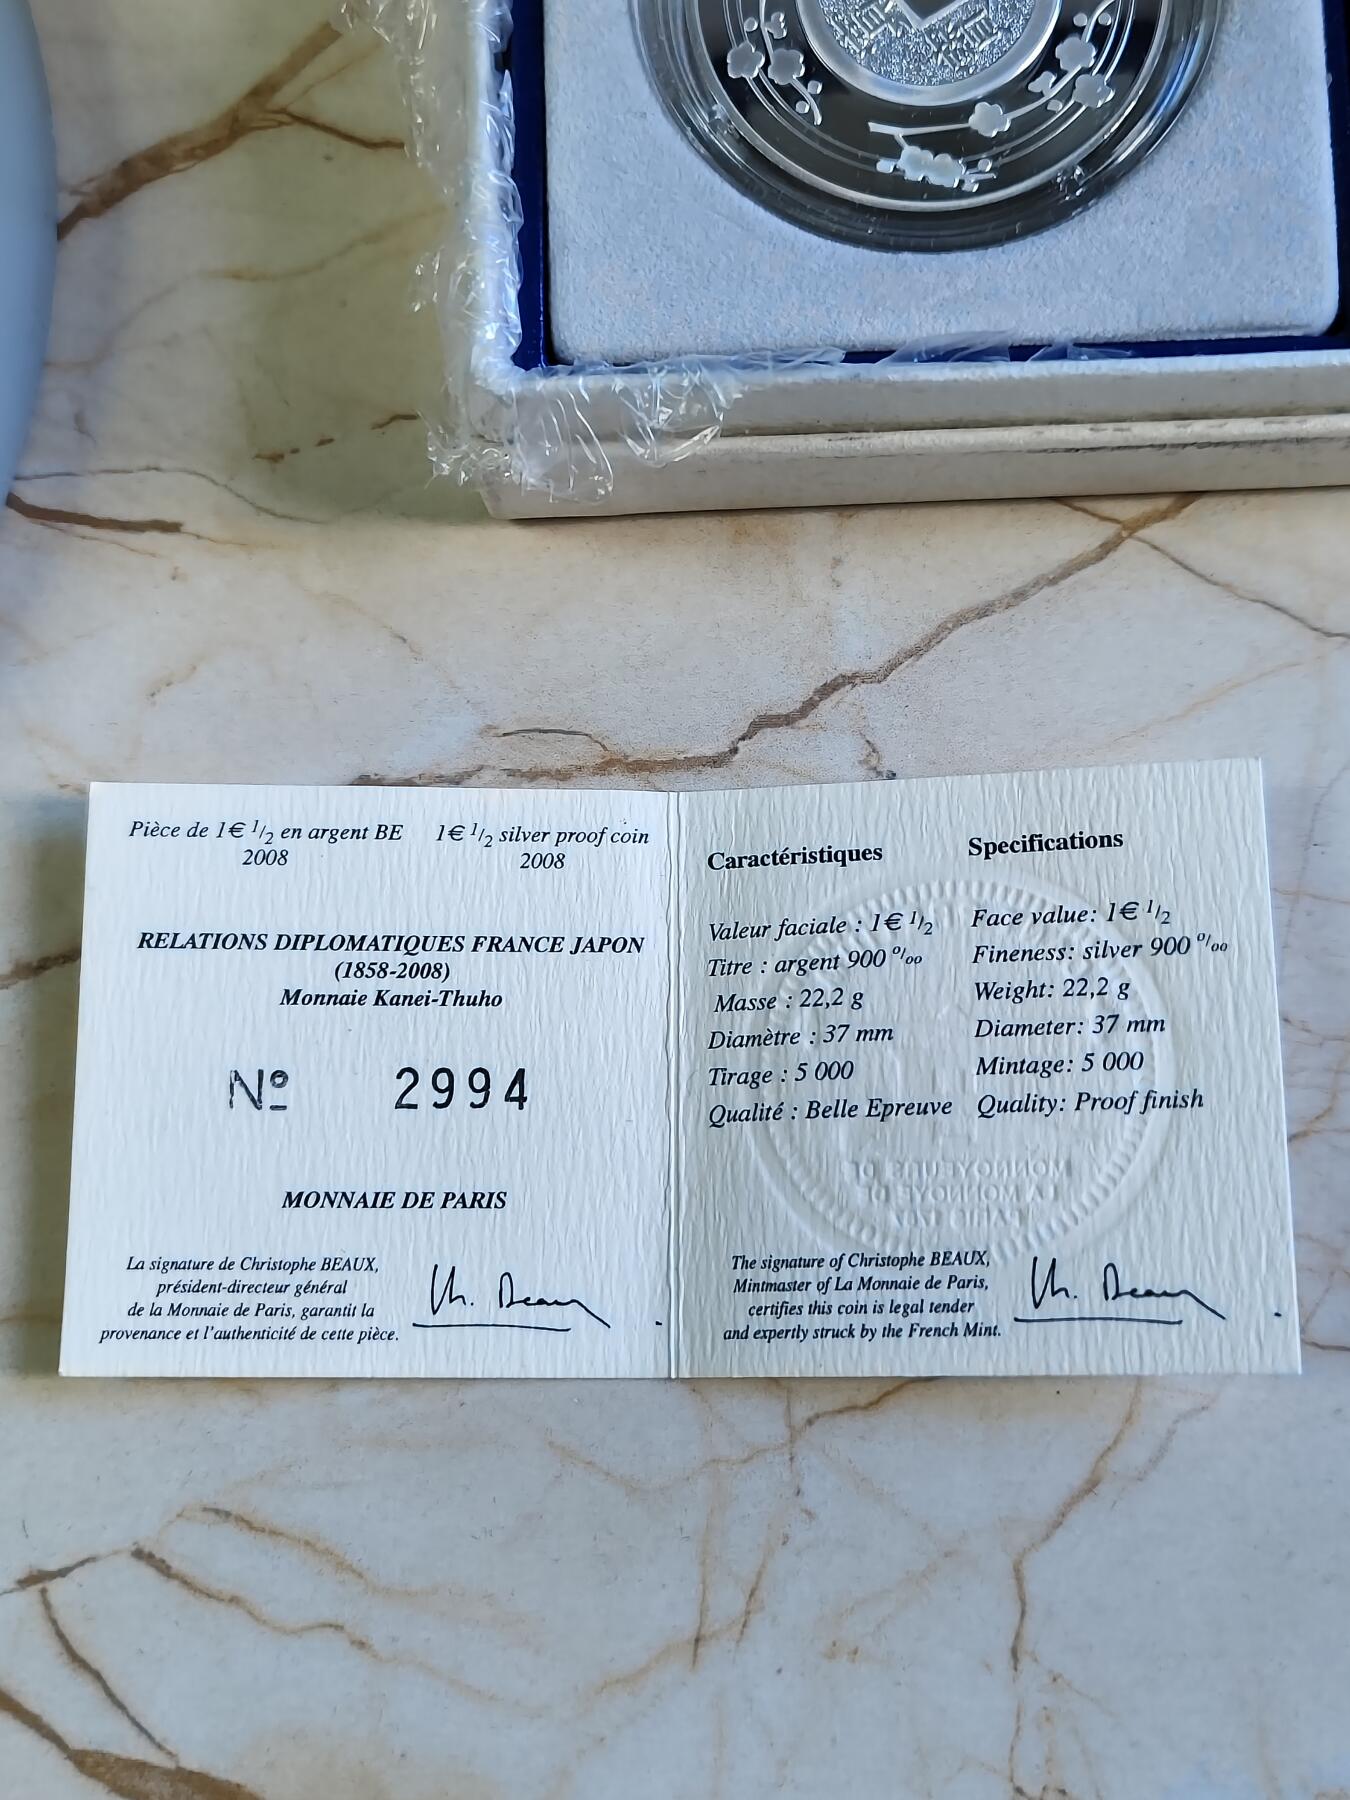 Pièce de 1€ 1/2 en argent BE
2008
1€ 1/2 silver proof coin
2008
RELATIONS DIPLOMATIQUES FRANCE JAPON
(1858-2008)
Monnaie Kanei-Thuho
Nº 2994
MONNAIE DE PARIS
La signature de Christophe BEAUX,
président-directeur général
de la Monnaie de Paris, garantit la
provenance et l'authenticité de cette pièce.
Ch. Beaux
Caractéristiques
Valeur faciale : 1€ 1/2
Titre : argent 900 º/ºº
Masse : 22,2 g
Diamètre : 37 mm
Tirage : 5 000
Qualité : Belle Epreuve
Specifications
Face value: 1€ 1/2
Fineness: silver 900 º/ºº
Weight: 22,2 g
Diameter: 37 mm
Mintage: 5 000
Quality: Proof finish
The signature of Christophe BEAUX,
Mintmaster of La Monnaie de Paris,
certifies this coin is legal tender
and expertly struck by the French Mint.
Ch. Beaux